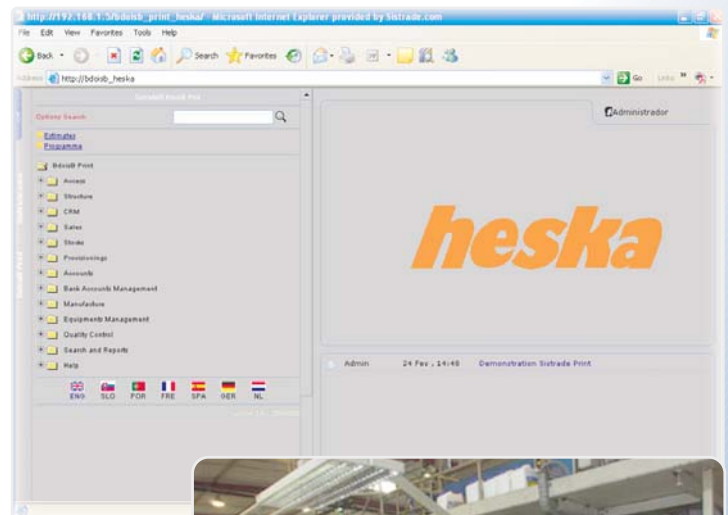 http://192.168.1.5/bdoisb_print_heska/ - Microsoft Internet Explorer provided by Sistrade.com
File Edit View Favorites Tools Help
Back Search Favorites
Address http://bdoisb_heska Go Links »
Options Search
Administrador
Estimates
Programme
BdoisB Print
Access
Structure
CRM
Sales
Stocks
Provisionings
Accounts
Bank Accounts Management
Manufacture
Equipments Management
Quality Control
Search and Reports
Help
heska
Admin 24 Fev , 14:48 Demonstration Sistrade Print
ENG SLO POR FRE SPA GER NL